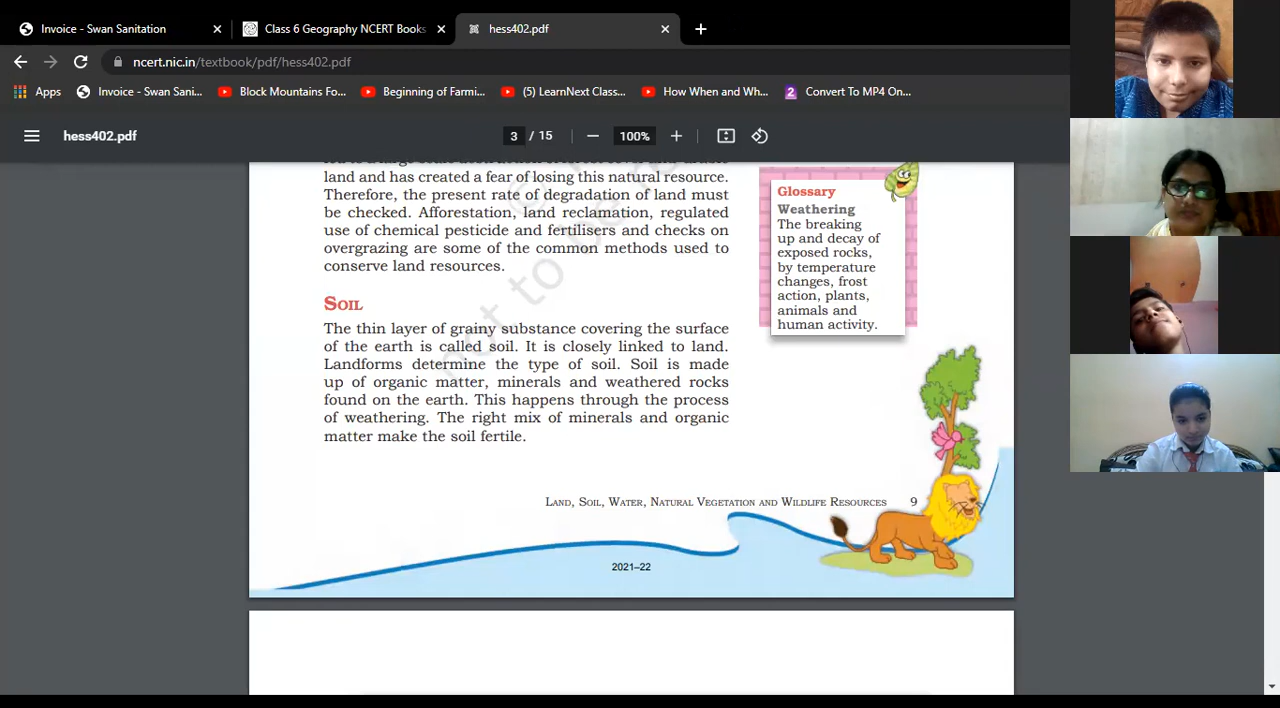 Invoice - Swan Sanitation
Class 6 Geography NCERT Books
hess402.pdf
ncert.nic.in/textbook/pdf/hess402.pdf
Apps
Invoice - Swan Sani...
Block Mountains Fo...
Beginning of Farmi...
(5) LearnNext Class...
How When and Wh...
2 Convert To MP4 On...
hess402.pdf
3 / 15
100%
land and has created a fear of losing this natural resource.
Therefore, the present rate of degradation of land must
be checked. Afforestation, land reclamation, regulated
use of chemical pesticide and fertilisers and checks on
overgrazing are some of the common methods used to
conserve land resources.
SOIL
The thin layer of grainy substance covering the surface
of the earth is called soil. It is closely linked to land.
Landforms determine the type of soil. Soil is made
up of organic matter, minerals and weathered rocks
found on the earth. This happens through the process
of weathering. The right mix of minerals and organic
matter make the soil fertile.
Glossary
Weathering
The breaking
up and decay of
exposed rocks,
by temperature
changes, frost
action, plants,
animals and
human activity.
not to be
LAND, SOIL, WATER, NATURAL VEGETATION AND WILDLIFE RESOURCES 9
2021–22